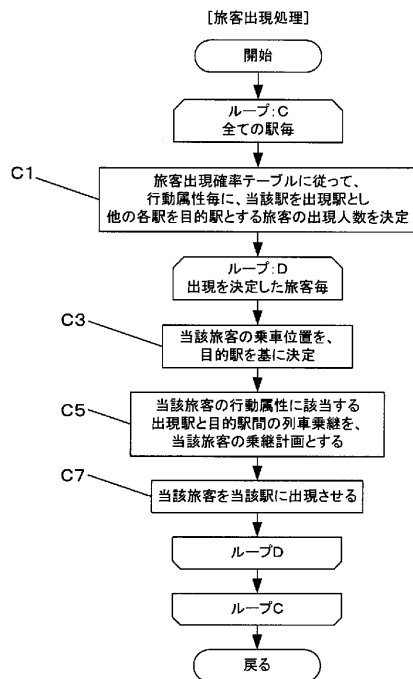 [旅客出現処理]
開始
ループ:C
全ての駅毎
C1
旅客出現確率テーブルに従って、
行動属性毎に、当該駅を出現駅とし
他の各駅を目的駅とする旅客の出現人数を決定
ループ:D
出現を決定した旅客毎
C3
当該旅客の乗車位置を、
目的駅を基に決定
C5
当該旅客の行動属性に該当する
出現駅と目的駅間の列車乗継を、
当該旅客の乗継計画とする
C7
当該旅客を当該駅に出現させる
ループD
ループC
戻る